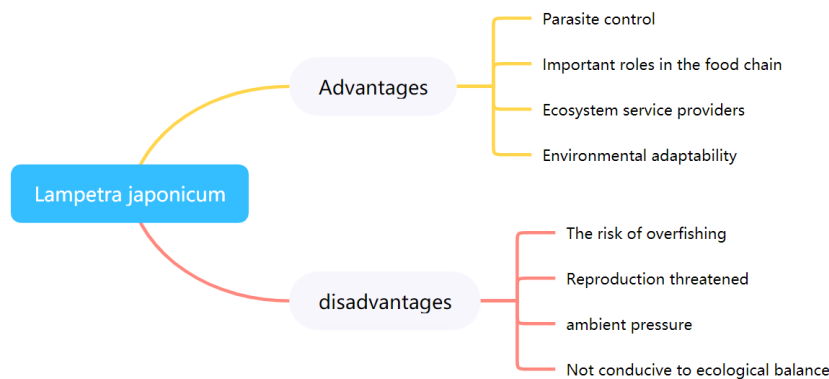 Lampetra japonicum
Advantages
Parasite control
Important roles in the food chain
Ecosystem service providers
Environmental adaptability
disadvantages
The risk of overfishing
Reproduction threatened
ambient pressure
Not conducive to ecological balance